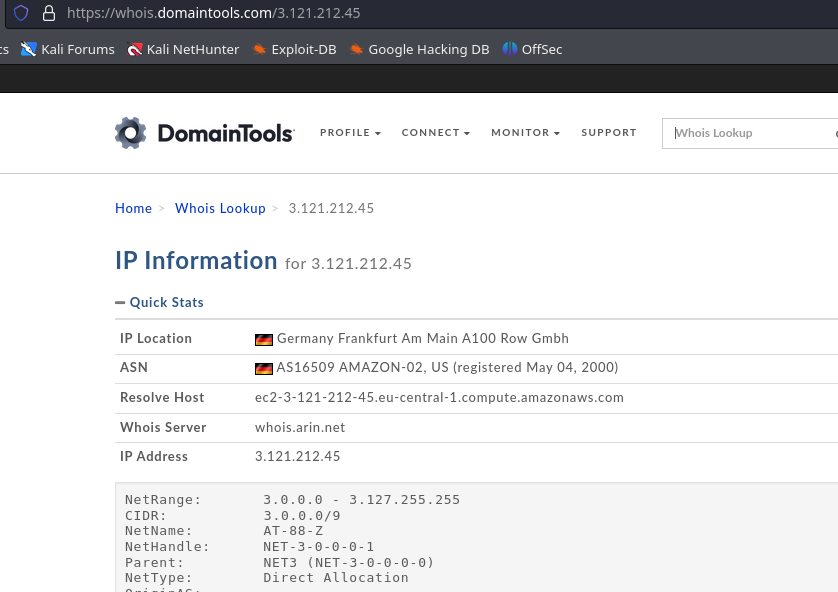 https://whois.domaintools.com/3.121.212.45
Kali Forums Kali NetHunter Exploit-DB Google Hacking DB OffSec
DomainTools PROFILE CONNECT MONITOR SUPPORT Whois Lookup
Home > Whois Lookup > 3.121.212.45
IP Information for 3.121.212.45
— Quick Stats
IP Location Germany Frankfurt Am Main A100 Row Gmbh
ASN AS16509 AMAZON-02, US (registered May 04, 2000)
Resolve Host ec2-3-121-212-45.eu-central-1.compute.amazonaws.com
Whois Server whois.arin.net
IP Address 3.121.212.45
NetRange: 3.0.0.0 - 3.127.255.255
CIDR: 3.0.0.0/9
NetName: AT-88-Z
NetHandle: NET-3-0-0-0-1
Parent: NET3 (NET-3-0-0-0-0)
NetType: Direct Allocation